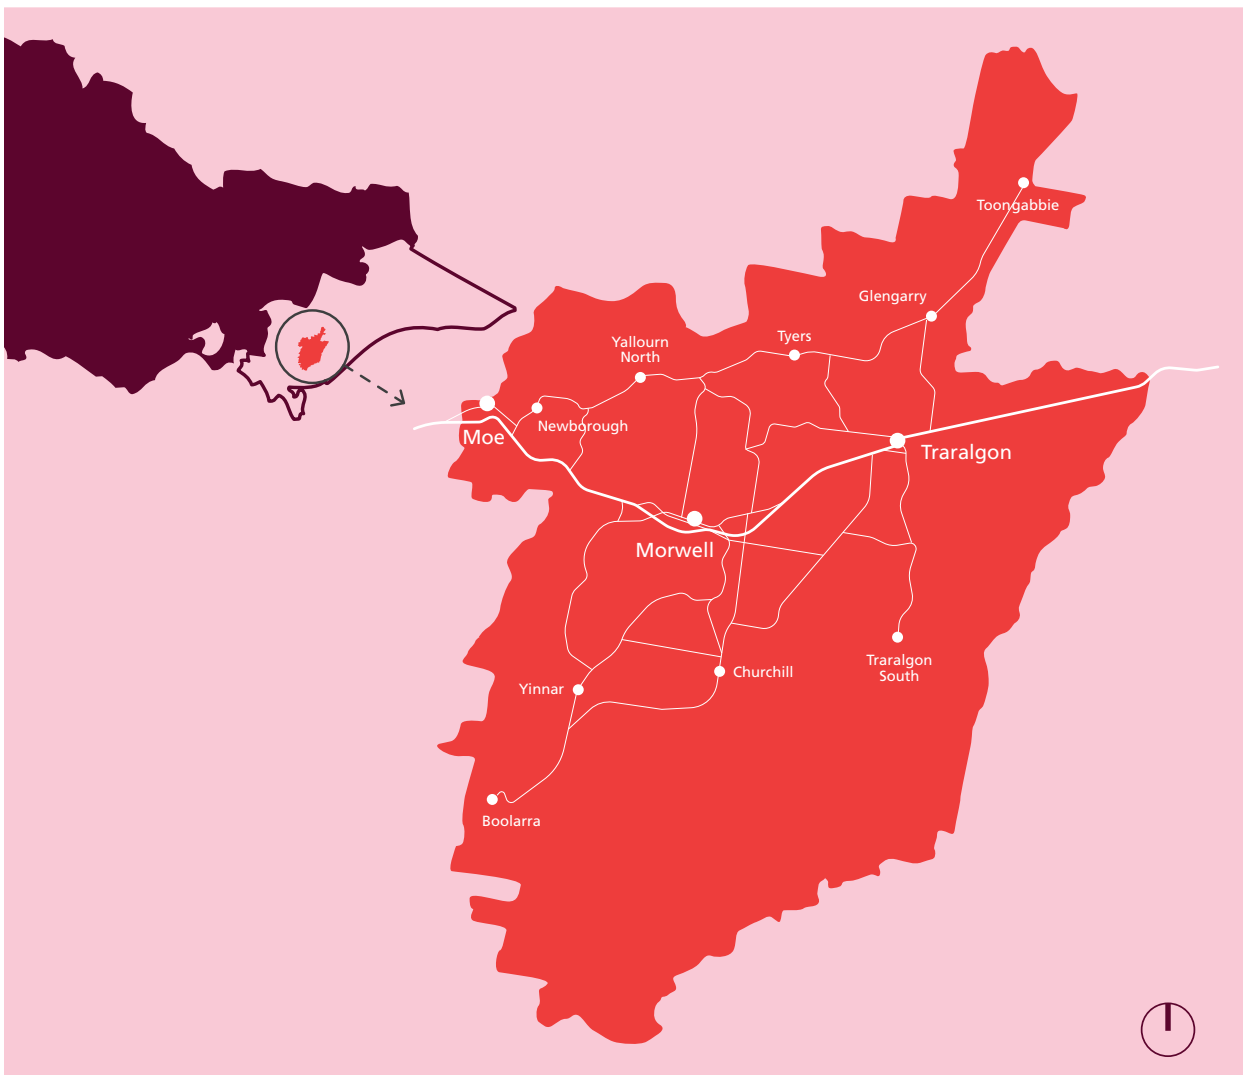 Toongabbie
Glengarry
Tyers
Yallourn
North
Newborough
Moe
Traralgon
Morwell
Traralgon
South
Churchill
Yinnar
Boolarra